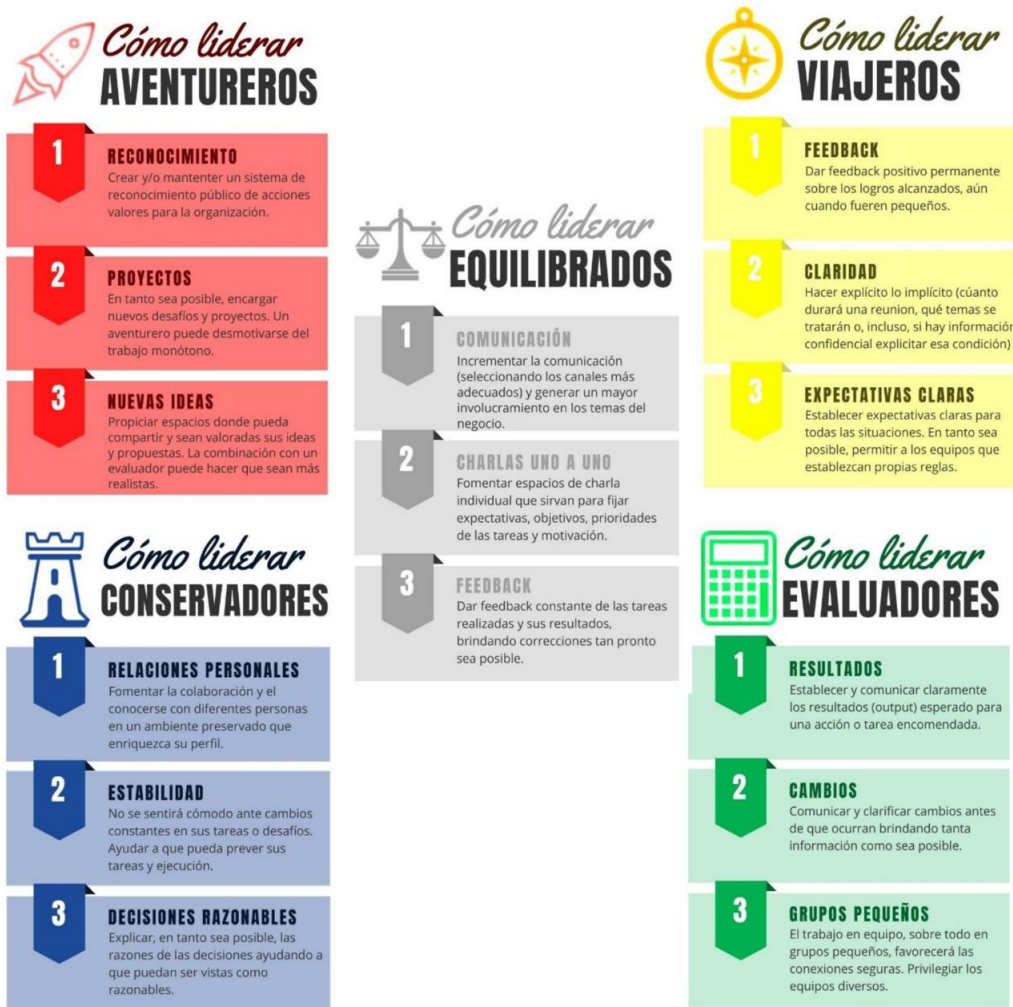 Cómo liderar
AVENTUREROS
1
RECONOCIMIENTO
Crear y/o mantenter un sistema de
reconocimiento público de acciones
valores para la organización.
2
PROYECTOS
En tanto sea posible, encargar
nuevos desafíos y proyectos. Un
aventurero puede desmotivarse del
trabajo monótono.
3
NUEVAS IDEAS
Propiciar espacios donde pueda
compartir y sean valoradas sus ideas
y propuestas. La combinación con un
evaluador puede hacer que sean más
realistas.
Cómo liderar
VIAJEROS
1
FEEDBACK
Dar feedback positivo permanente
sobre los logros alcanzados, aún
cuando fueren pequeños.
2
CLARIDAD
Hacer explícito lo implícito (cúanto
durará una reunion, qué temas se
tratarán o, incluso, si hay información
confidencial explicitar esa condición)
3
EXPECTATIVAS CLARAS
Establecer expectativas claras para
todas las situaciones. En tanto sea
posible, permitir a los equipos que
establezcan propias reglas.
Cómo liderar
EQUILIBRADOS
1
COMUNICACIÓN
Incrementar la comunicación
(seleccionando los canales más
adecuados) y generar un mayor
involucramiento en los temas del
negocio.
2
CHARLAS UNO A UNO
Fomentar espacios de charla
individual que sirvan para fijar
expectativas, objetivos, prioridades
de las tareas y motivación.
3
FEEDBACK
Dar feedback constante de las tareas
realizadas y sus resultados,
brindando correcciones tan pronto
sea posible.
Cómo liderar
CONSERVADORES
1
RELACIONES PERSONALES
Fomentar la colaboración y el
conocerse con diferentes personas
en un ambiente preservado que
enriquezca su perfil.
2
ESTABILIDAD
No se sentirá cómodo ante cambios
constantes en sus tareas o desafíos.
Ayudar a que pueda prever sus
tareas y ejecución.
3
DECISIONES RAZONABLES
Explicar, en tanto sea posible, las
razones de las decisiones ayudando a
que puedan ser vistas como
razonables.
Cómo liderar
EVALUADORES
1
RESULTADOS
Establecer y comunicar claramente
los resultados (output) esperado para
una acción o tarea encomendada.
2
CAMBIOS
Comunicar y clarificar cambios antes
de que ocurran brindando tanta
información como sea posible.
3
GRUPOS PEQUEÑOS
El trabajo en equipo, sobre todo en
grupos pequeños, favorecerá las
conexiones seguras. Privilegiar los
equipos diversos.